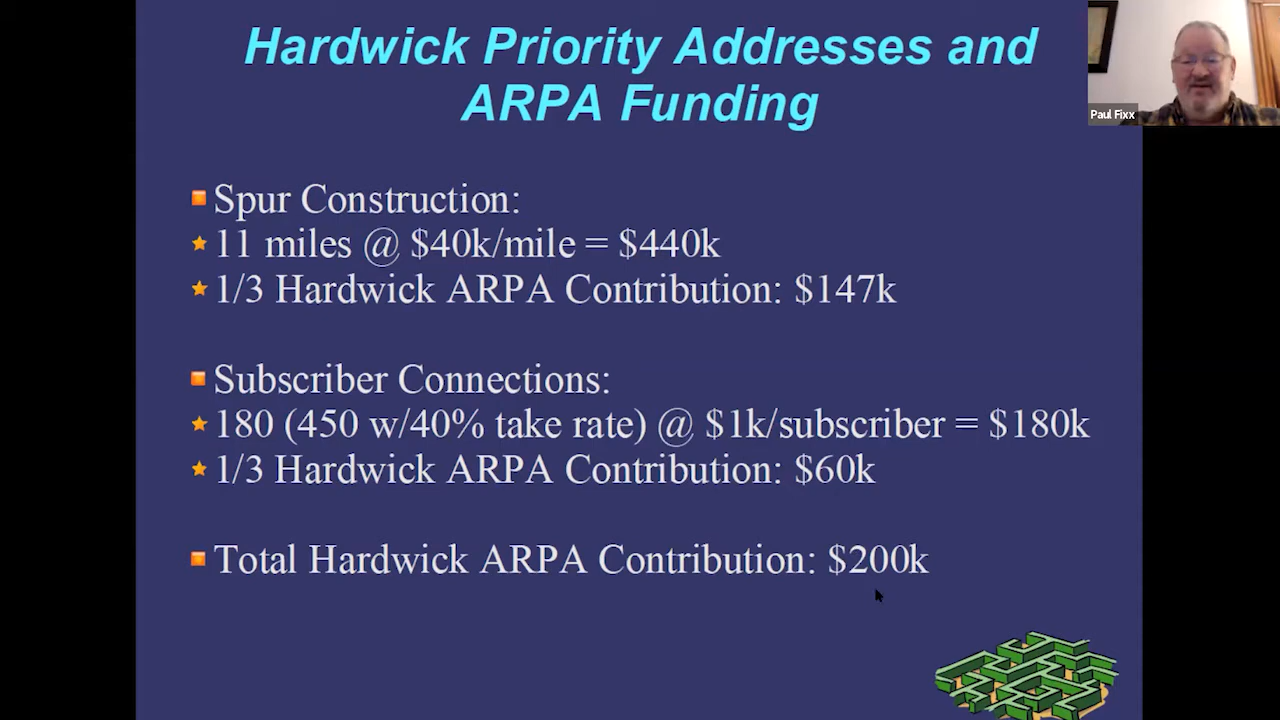 Hardwick Priority Addresses and
ARPA Funding
Paul Fixx
Spur Construction:
11 miles @ $40k/mile = $440k
1/3 Hardwick ARPA Contribution: $147k
Subscriber Connections:
180 (450 w/40% take rate) @ $1k/subscriber = $180k
1/3 Hardwick ARPA Contribution: $60k
Total Hardwick ARPA Contribution: $200k